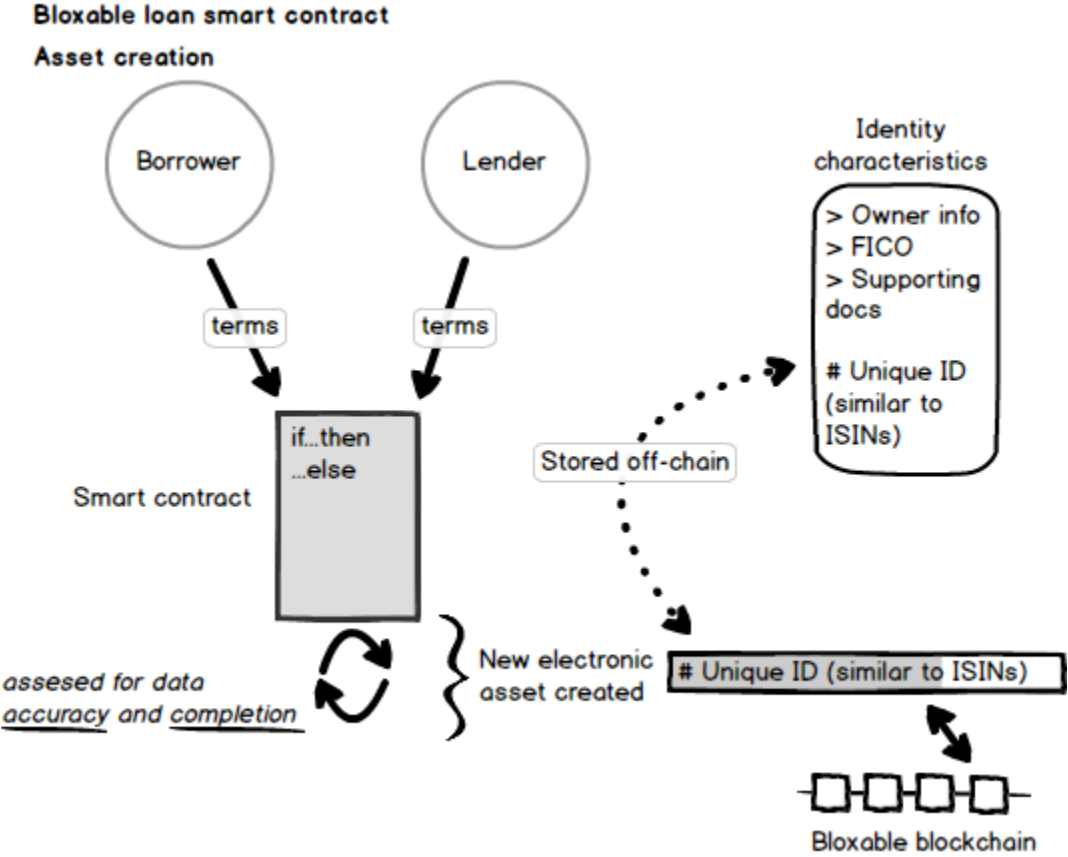 Bloxable loan smart contract
Asset creation
Borrower
Lender
terms
terms
if...then
...else
Smart contract
assesed for data
accuracy and completion
New electronic
asset created
Identity
characteristics
> Owner info
> FICO
> Supporting
docs
# Unique ID
(similar to
ISINs)
Stored off-chain
# Unique ID (similar to ISINs)
Bloxable blockchain